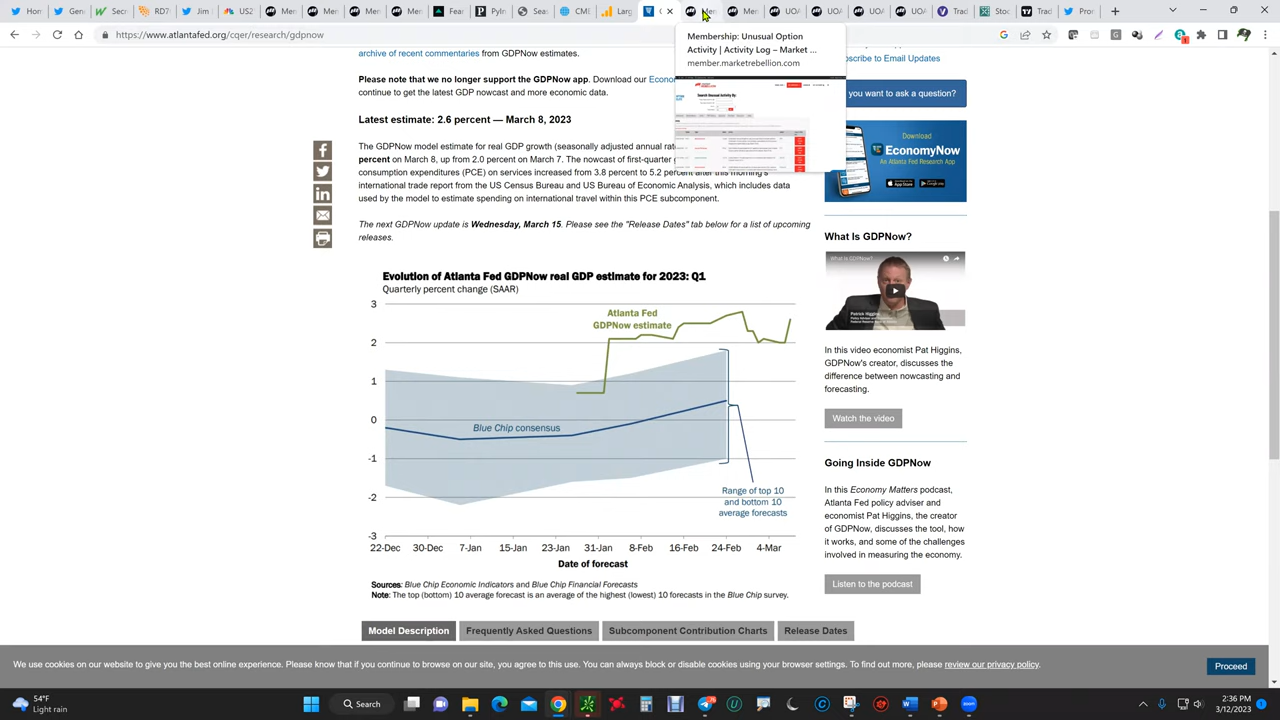 Sea
CME
Larg
Proi
Me
https://www.atlantafed.org/cqer/research/gdpnow
Membership: Unusual Option
Activity | Activity Log – Market ...
member.marketrebellion.com
archive of recent commentaries from GDPNow estimates.
Please note that we no longer support the GDPNow app. Download our
continue to get the latest GDP nowcast and more economic data.
Latest estimate: 2.6 percent — March 8, 2023
The GDPNow model estimate for real GDP growth (seasonally adjusted annual
percent on March 8, up from 2.0 percent on March 7. The nowcast of first-quarter
consumption expenditures (PCE) on services increased from 3.8 percent to 5.2 percent after this morning's
international trade report from the US Census Bureau and US Bureau of Economic Analysis, which includes data
used by the model to estimate spending on international travel within this PCE subcomponent.
The next GDPNow update is Wednesday, March 15. Please see the "Release Dates" tab below for a list of upcoming
releases.
Evolution of Atlanta Fed GDPNow real GDP estimate for 2023: Q1
Quarterly percent change (SAAR)
3
2
1
0
-1
-2
-3
Atlanta Fed
GDPNow estimate
Blue Chip consensus
Range of top 10
and bottom 10
average forecasts
22-Dec 30-Dec 7-Jan 15-Jan 23-Jan 31-Jan 8-Feb 16-Feb 24-Feb 4-Mar
Date of forecast
Sources: Blue Chip Economic Indicators and Blue Chip Financial Forecasts
Note: The top (bottom) 10 average forecast is an average of the highest (lowest) 10 forecasts in the Blue Chip survey.
Model Description
Frequently Asked Questions
Subcomponent Contribution Charts
Release Dates
to Email Updates
you want to ask a question?
Download
EconomyNow
An Atlanta Fed Research App
App Store
Google Play
What Is GDPNow?
What is GDPNow?
Patrick Higgins
In this video economist Pat Higgins,
GDPNow's creator, discusses the
difference between nowcasting and
forecasting.
Watch the video
Going Inside GDPNow
In this Economy Matters podcast,
Atlanta Fed policy adviser and
economist Pat Higgins, the creator
of GDPNow, discusses the tool, how
it works, and some of the challenges
involved in measuring the economy.
Listen to the podcast
We use cookies on our website to give you the best online experience. Please know that if you continue to browse on our site, you agree to this use. You can always block or disable cookies using your browser settings. To find out more, please review our privacy policy.
Proceed
54°F
Light rain
Search
2:36 PM
3/12/2023